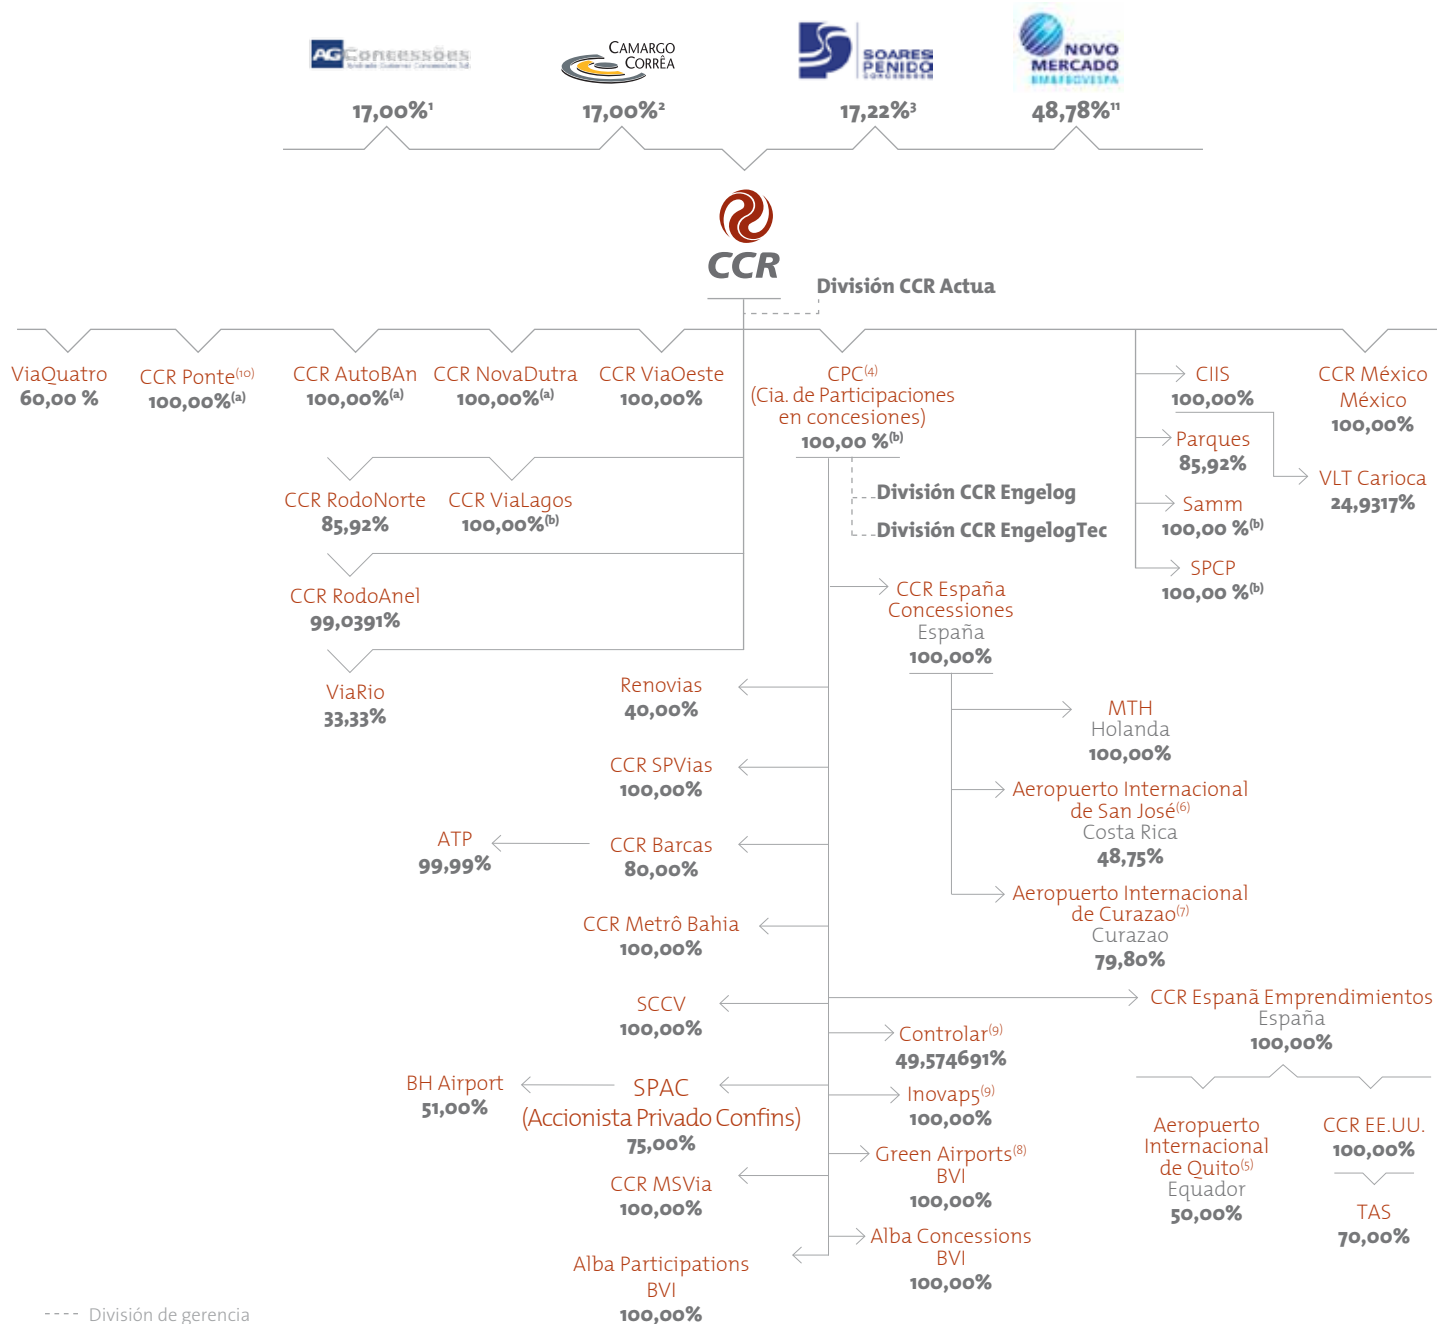 AG Concessões
Andrade Gutierrez Concessões S.A.
CAMARGO
CORRÊA
SOARES
PENIDO
CONCESSÕES
NOVO
MERCADO
BM&FBOVESPA
17,00%¹
17,00%²
17,22%³
48,78%¹¹
CCR
División CCR Actua
ViaQuatro
60,00 %
CCR Ponte(10)
100,00%(a)
CCR AutoBAn
100,00%(a)
CCR NovaDutra
100,00%(a)
CCR ViaOeste
100,00%
CPC(4)
(Cia. de Participaciones
en concesiones)
100,00 %(b)
CIIS
100,00%
CCR México
México
100,00%
Parques
85,92%
VLT Carioca
24,9317%
Samm
100,00 %(b)
SPCP
100,00 %(b)
CCR RodoNorte
85,92%
CCR ViaLagos
100,00%(b)
División CCR Engelog
División CCR EngelogTec
CCR RodoAnel
99,0391%
ViaRio
33,33%
CCR España
Concessiones
España
100,00%
Renovias
40,00%
MTH
Holanda
100,00%
CCR SPVias
100,00%
Aeropuerto Internacional
de San José(6)
Costa Rica
48,75%
ATP
99,99%
CCR Barcas
80,00%
Aeropuerto Internacional
de Curazao(7)
Curazao
79,80%
CCR Metrô Bahia
100,00%
SCCV
100,00%
CCR Espanã Emprendimientos
España
100,00%
Controlar(9)
49,574691%
BH Airport
51,00%
SPAC
(Accionista Privado Confins)
75,00%
Inovap5(9)
100,00%
Aeropuerto
Internacional
de Quito(5)
Equador
50,00%
CCR EE.UU.
100,00%
TAS
70,00%
Green Airports(8)
BVI
100,00%
CCR MSVia
100,00%
Alba Concessions
BVI
100,00%
Alba Participations
BVI
100,00%
---- División de gerencia